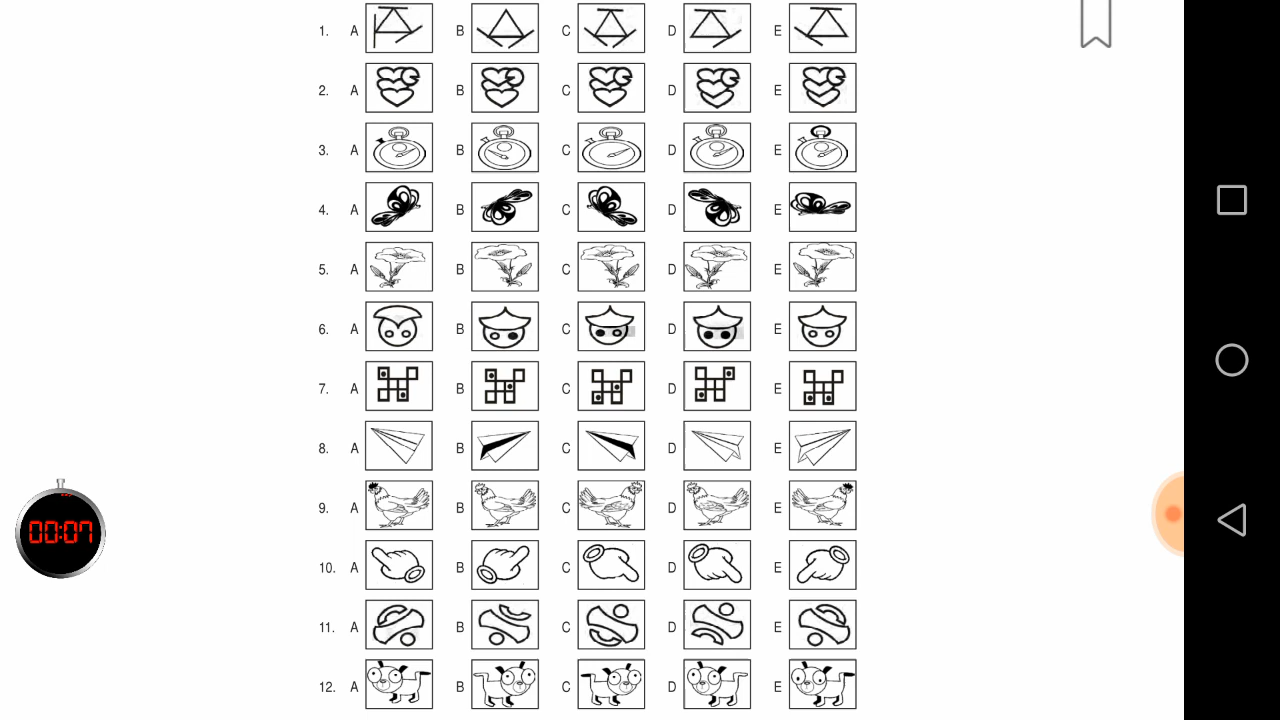 1. A B C D E
2. A B C D E
3. A B C D E
4. A B C D E
5. A B C D E
6. A B C D E
7. A B C D E
8. A B C D E
9. A B C D E
10. A B C D E
11. A B C D E
12. A B C D E
00:07